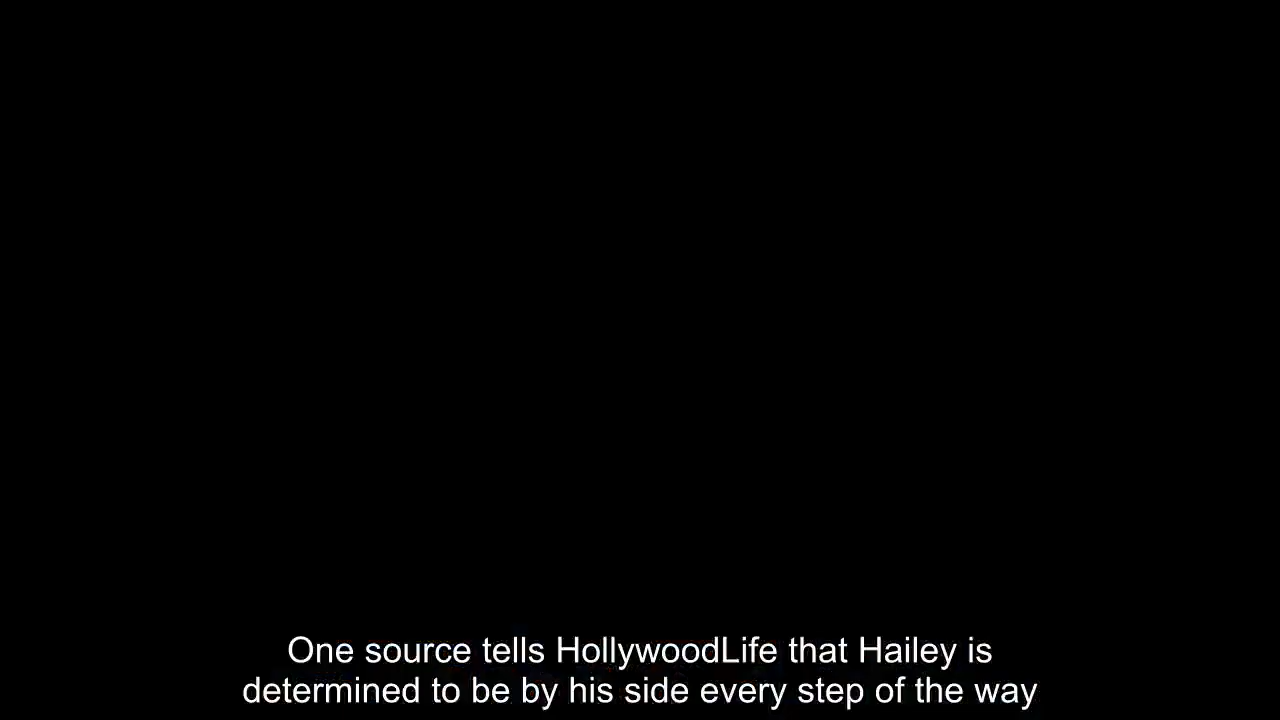 One source tells HollywoodLife that Hailey is
determined to be by his side every step of the way